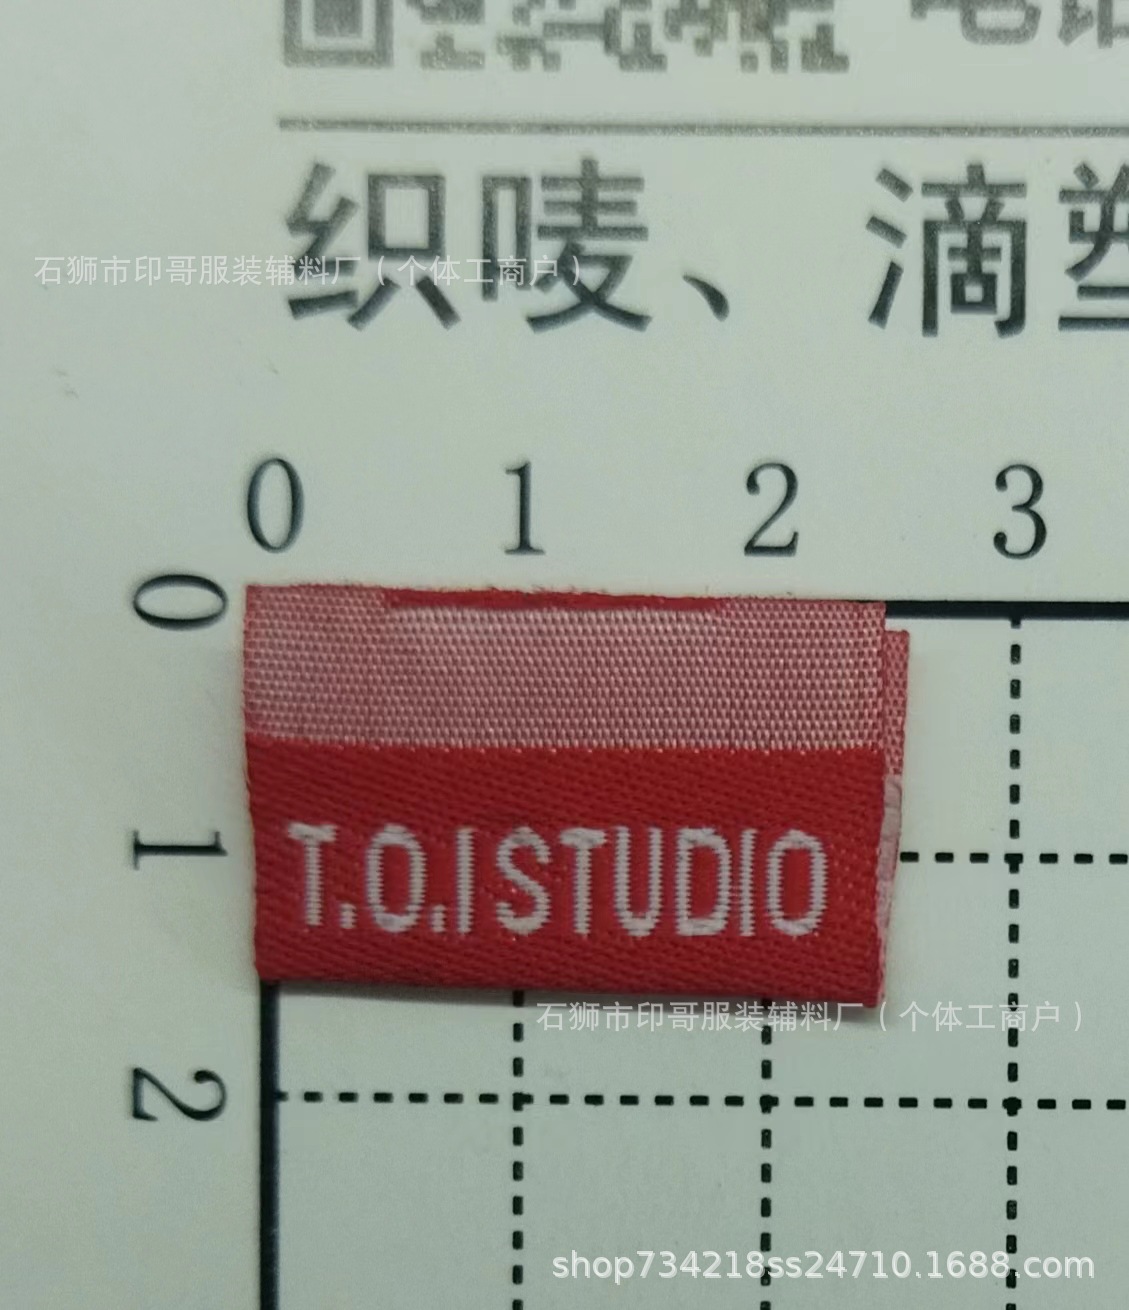 织唛、滴塑
石狮市印哥服装辅料厂（个体工商户）
0 1 2 3
0
1
T.O.I STUDIO
石狮市印哥服装辅料厂（个体工商户）
2
shop734218ss24710.1688.com